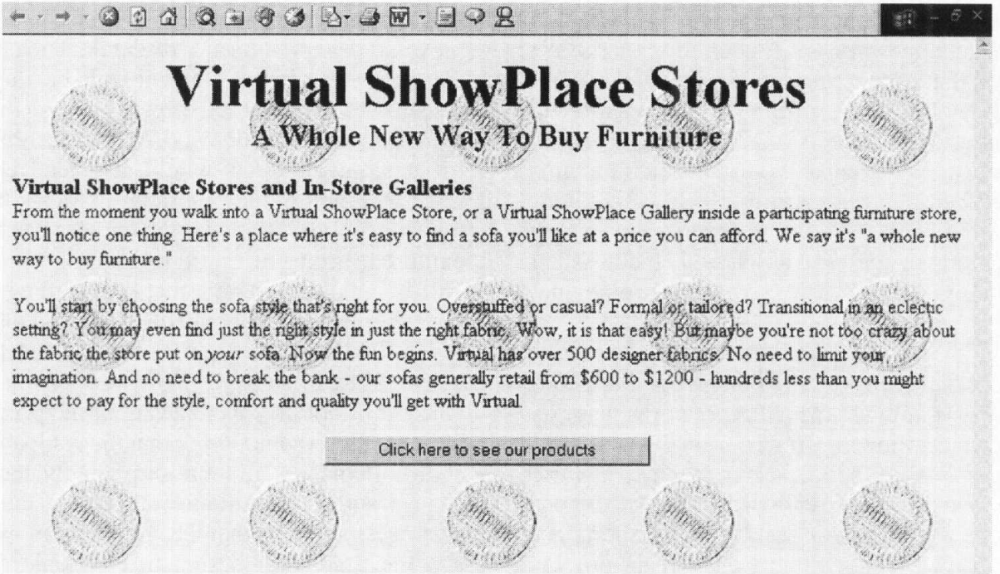 Virtual ShowPlace Stores
A Whole New Way To Buy Furniture
Virtual ShowPlace Stores and In-Store Galleries
From the moment you walk into a Virtual ShowPlace Store, or a Virtual ShowPlace Gallery inside a participating furniture store,
you'll notice one thing. Here's a place where it's easy to find a sofa you'll like at a price you can afford. We say it's "a whole new
way to buy furniture."
You'll start by choosing the sofa style that's right for you. Overstuffed or casual? Formal or tailored? Transitional in an eclectic
setting? You may even find just the right style in just the right fabric. Wow, it is that easy! But maybe you're not too crazy about
the fabric the store put on your sofa. Now the fun begins. Virtual has over 500 designer fabrics. No need to limit your
imagination. And no need to break the bank - our sofas generally retail from $600 to $1200 - hundreds less than you might
expect to pay for the style, comfort and quality you'll get with Virtual.
Click here to see our products